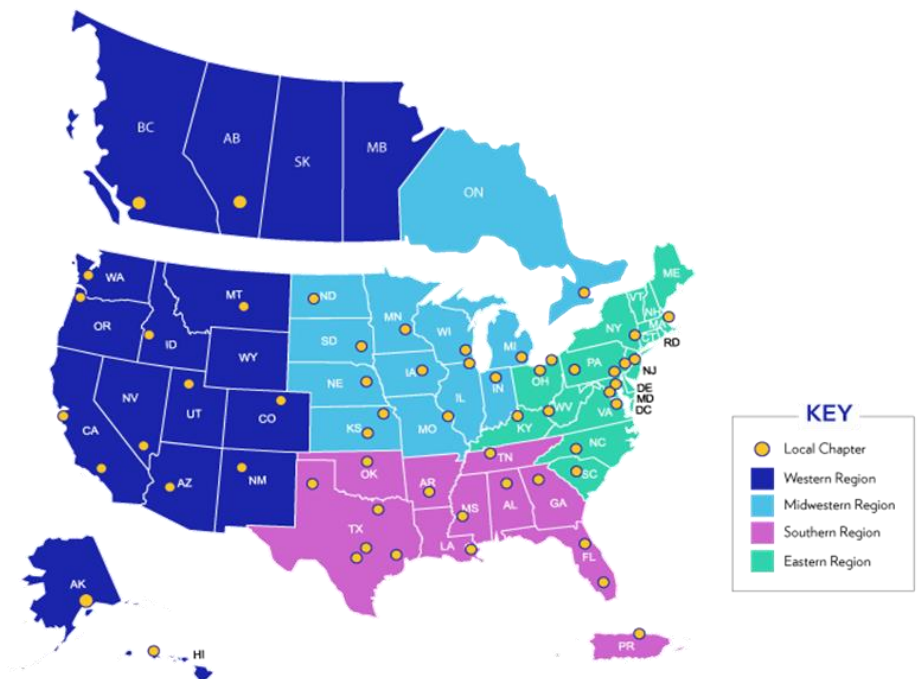 BC
AB
SK
MB
ON
WA
MT
ND
MN
WI
MI
ME
VT
NH
NY
MA
CT
RD
OR
ID
WY
SD
IA
NE
IL
IN
OH
PA
NJ
DE
MD
DC
NV
UT
CO
CA
KS
MO
KY
WV
VA
AZ
NM
OK
AR
TN
NC
SC
TX
LA
MS
AL
GA
FL
AK
HI
PR
KEY
Local Chapter
Western Region
Midwestern Region
Southern Region
Eastern Region